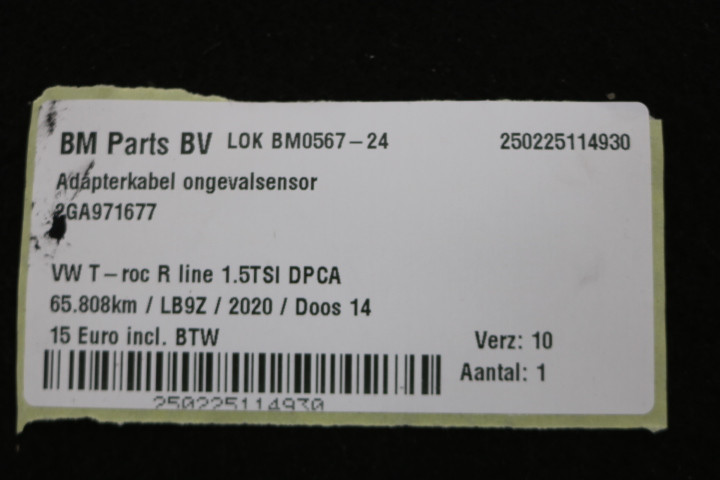 BM Parts BV LOK BM0567-24 250225114930
Adapterkabel ongevalsensor
2GA971677
VW T-roc R line 1.5TSI DPCA
65.808km / LB9Z / 2020 / Doos 14
15 Euro incl. BTW Verz: 10
Aantal: 1
250225114930